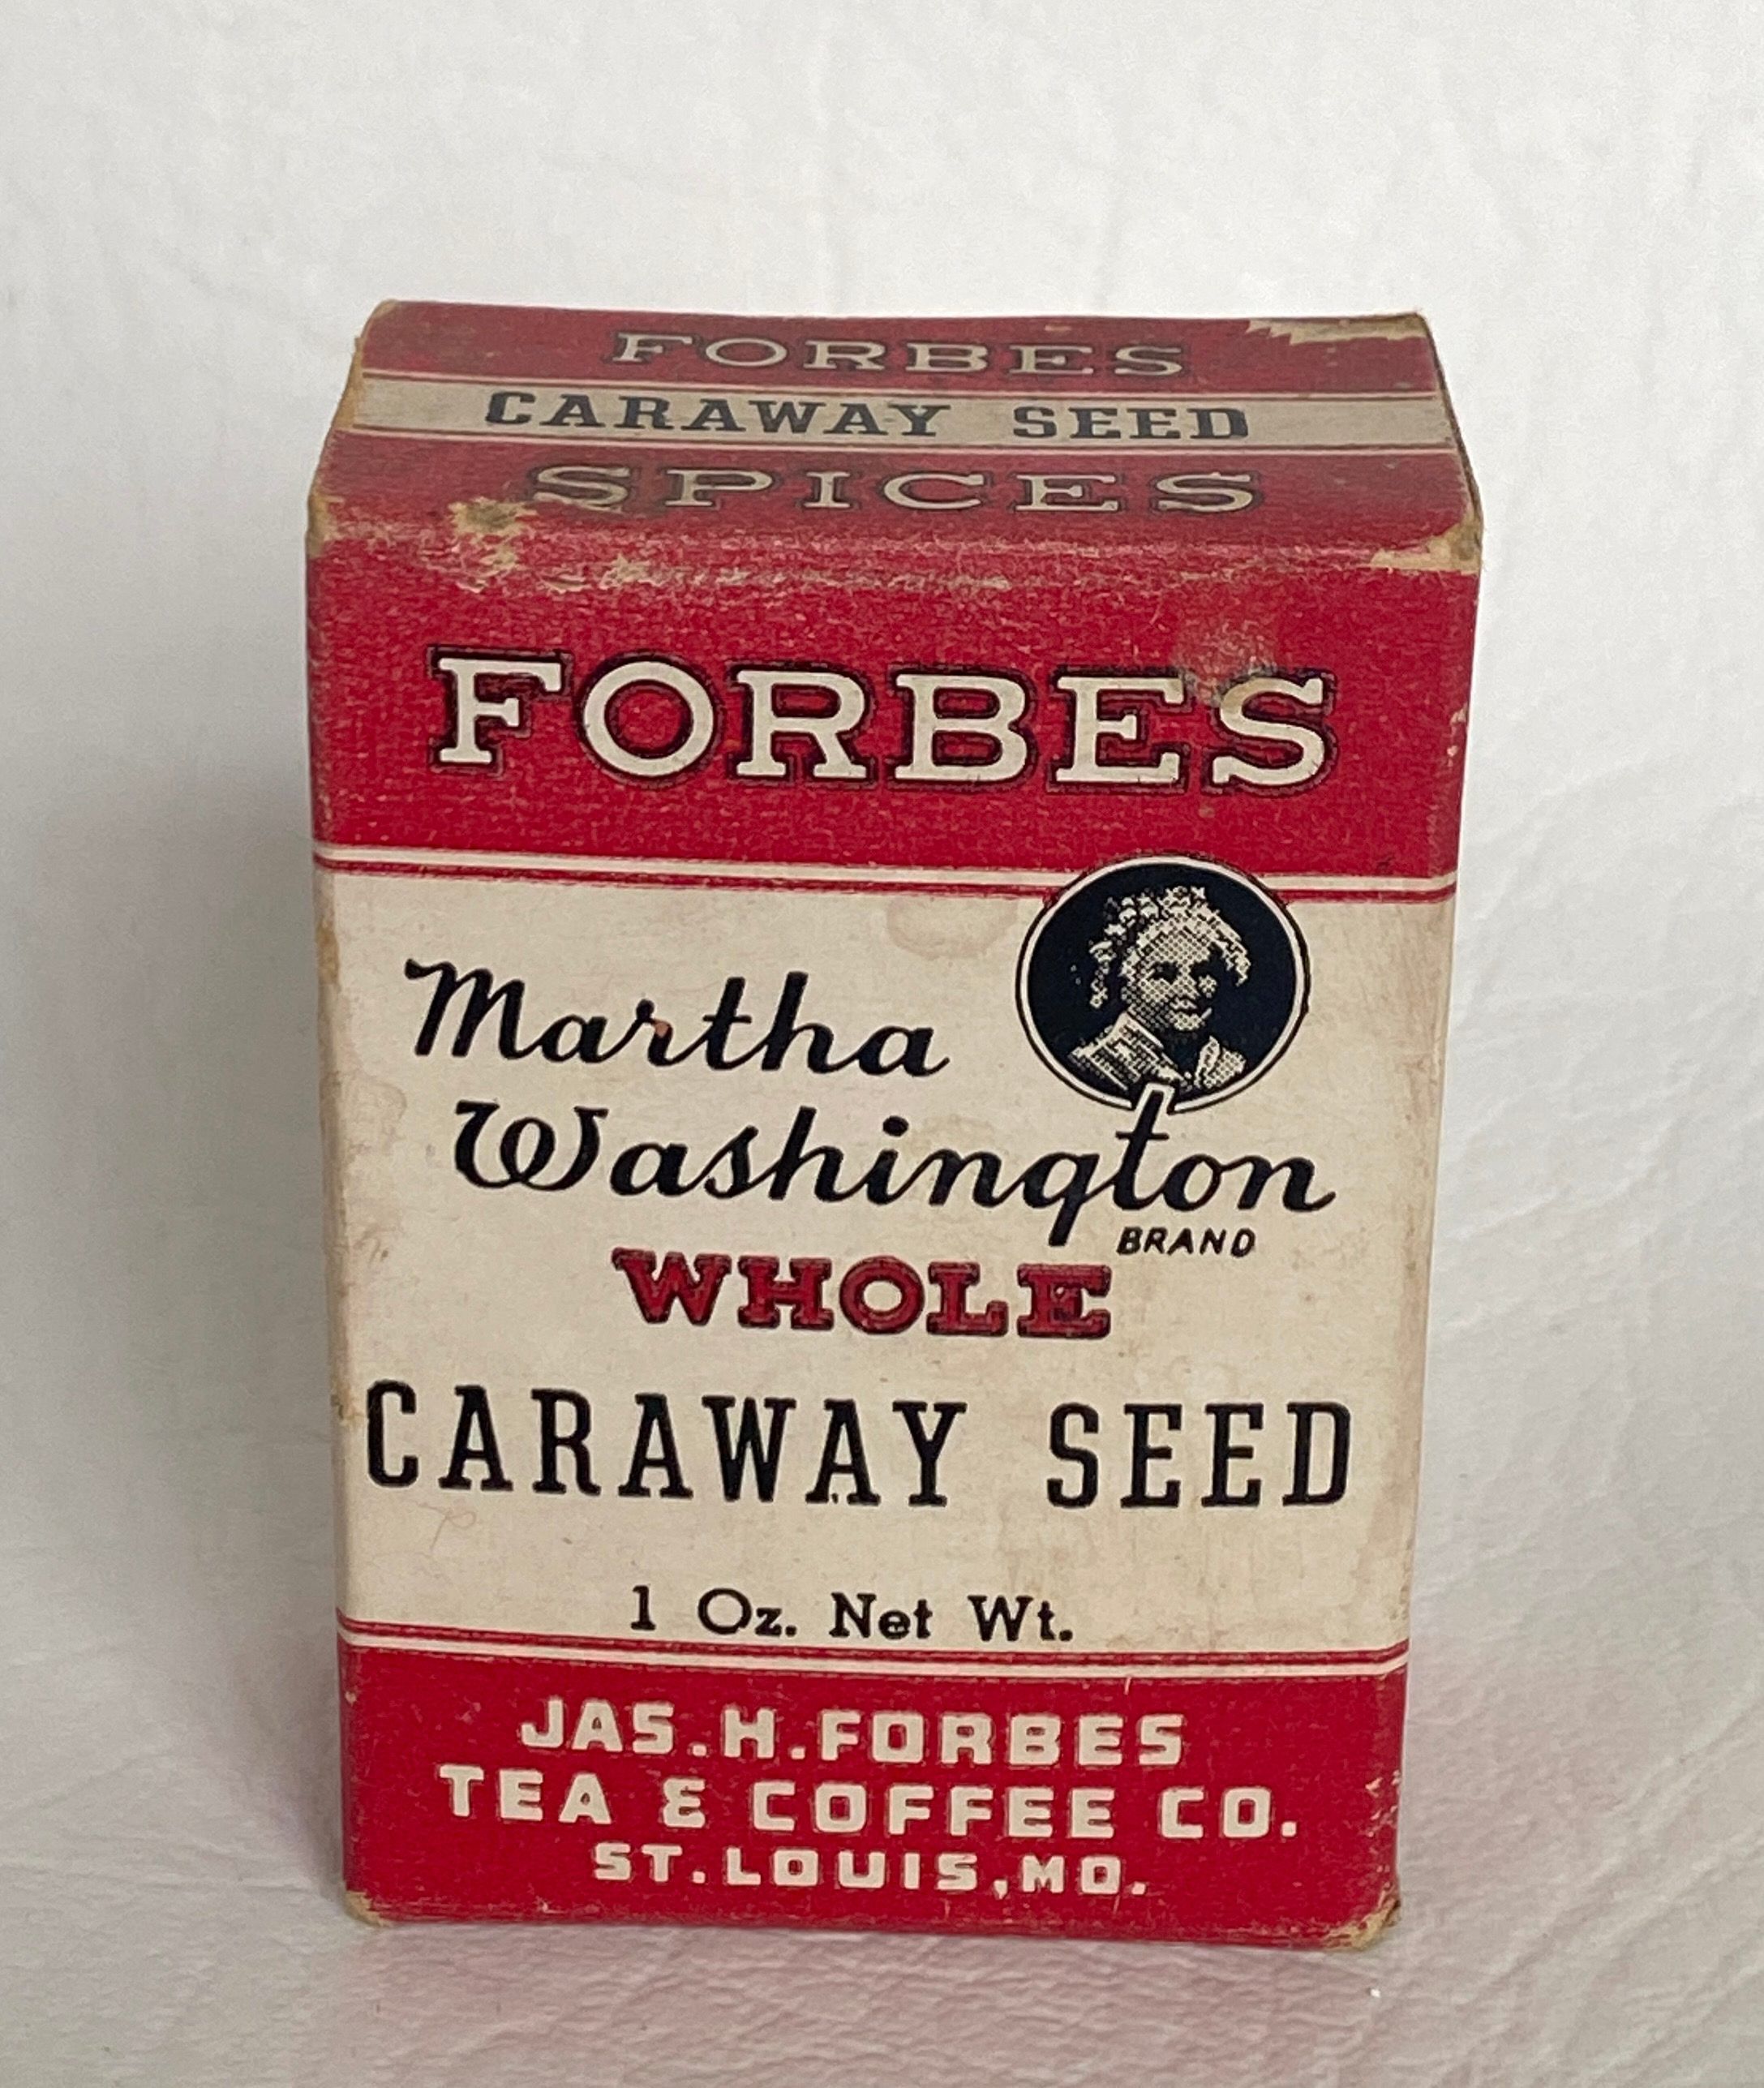 FORBES
CARAWAY SEED
SPICES
FORBES
Martha
Washington
BRAND
WHOLE
CARAWAY SEED
1 Oz. Net Wt.
JAS. H. FORBES
TEA & COFFEE CO.
ST. LOUIS, MO.